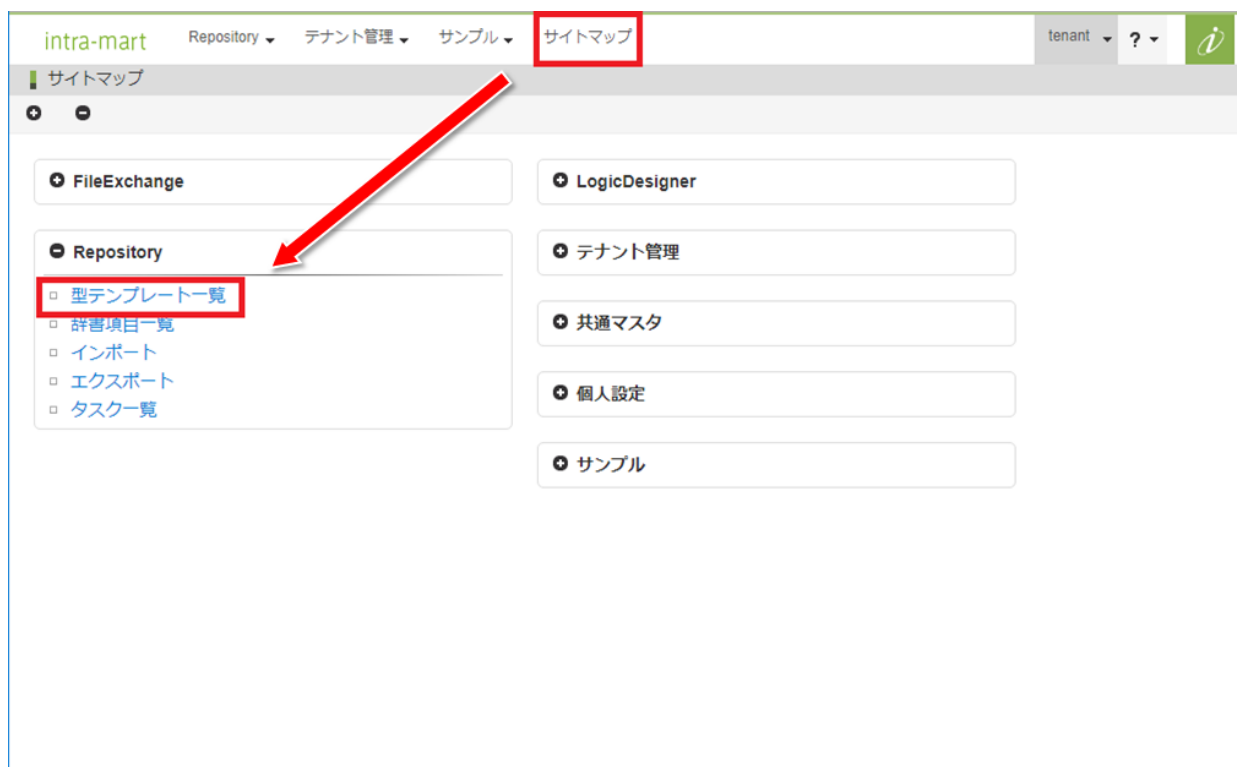 intra-mart Repository テナント管理 サンプル サイトマップ tenant ?
サイトマップ
FileExchange
Repository
型テンプレート一覧
辞書項目一覧
インポート
エクスポート
タスク一覧
LogicDesigner
テナント管理
共通マスタ
個人設定
サンプル